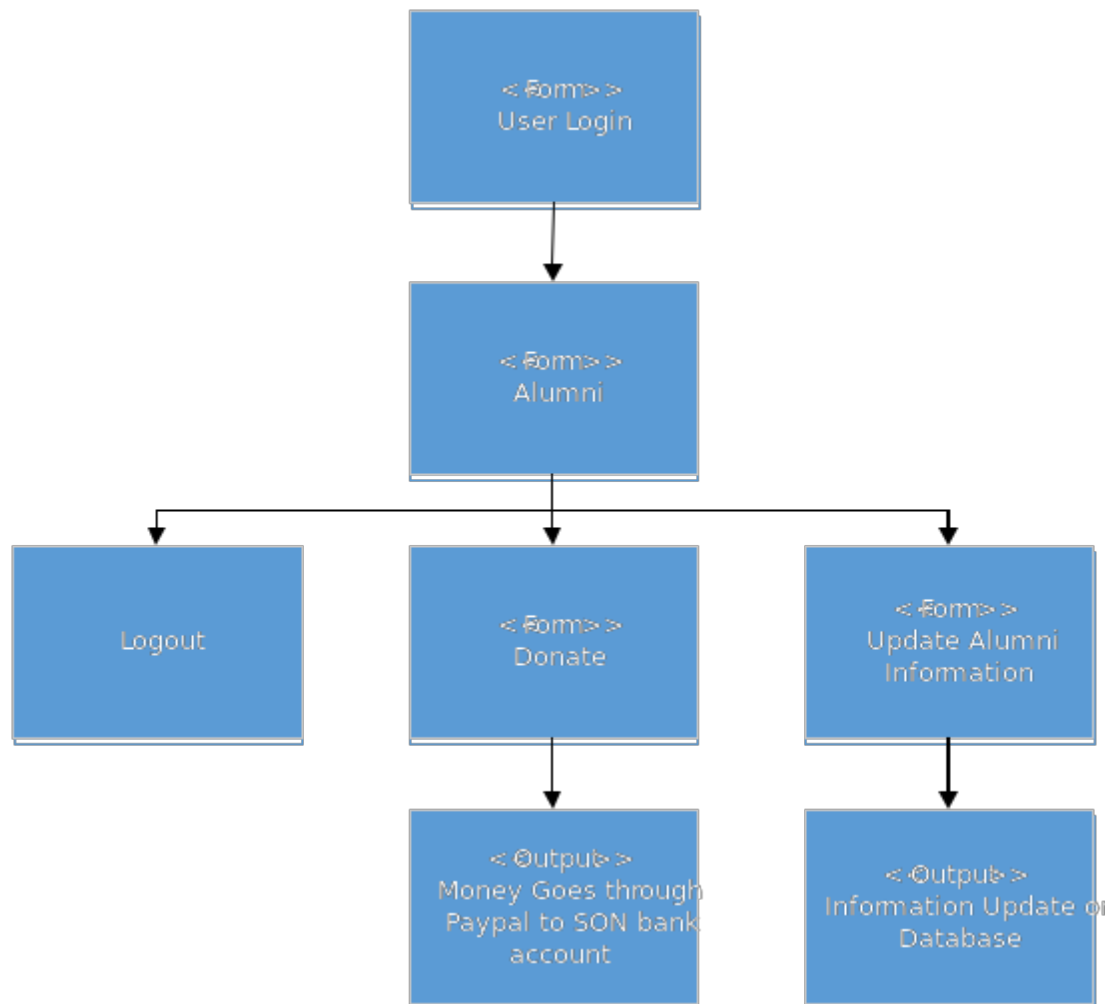 <<Form>>
User Login
<<Form>>
Alumni
Logout
<<Form>>
Donate
<<Form>>
Update Alumni
Information
<<Output>>
Money Goes through
Paypal to SON bank
account
<<Output>>
Information Update on
Database